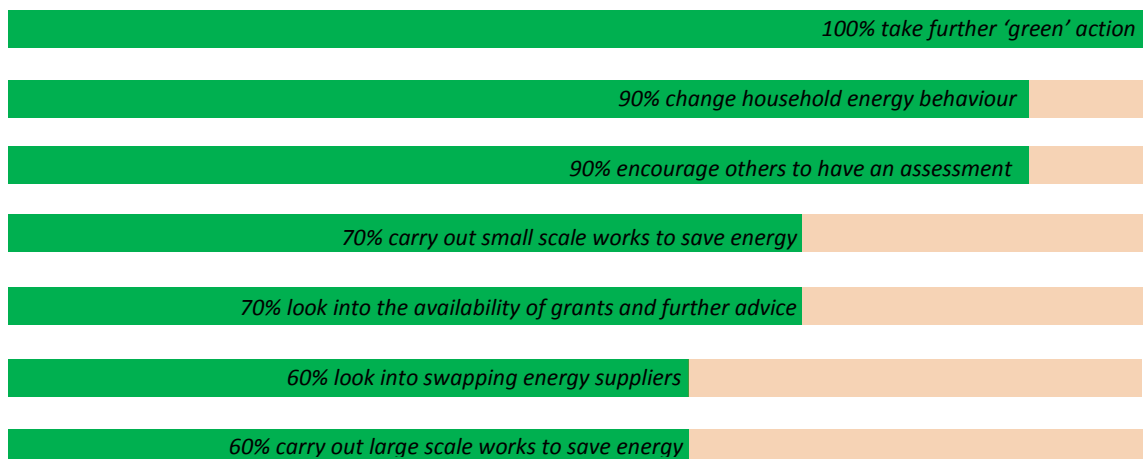 100% take further ‘green’ action
90% change household energy behaviour
90% encourage others to have an assessment
70% carry out small scale works to save energy
70% look into the availability of grants and further advice
60% look into swapping energy suppliers
60% carry out large scale works to save energy